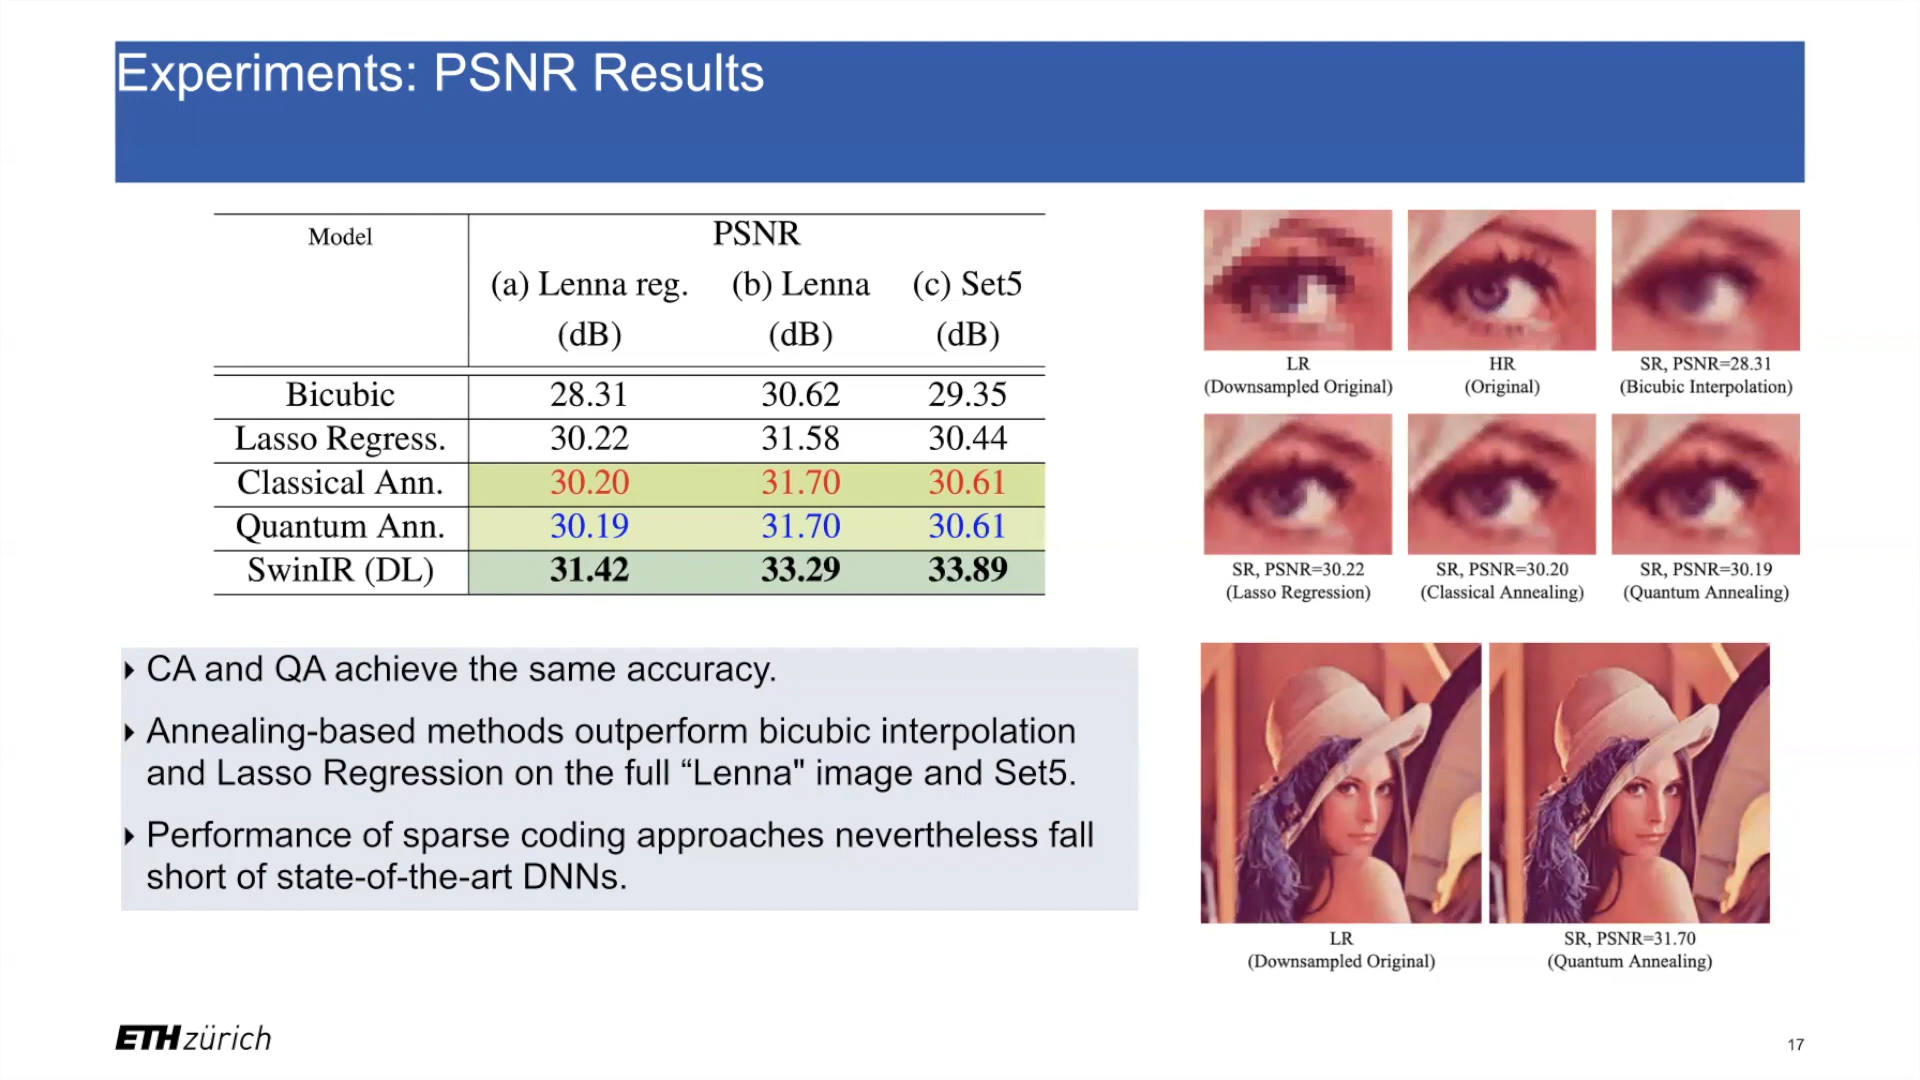 Experiments: PSNR Results
Model PSNR
(a) Lenna reg. (b) Lenna (c) Set5
(dB) (dB) (dB)
Bicubic 28.31 30.62 29.35
Lasso Regress. 30.22 31.58 30.44
Classical Ann. 30.20 31.70 30.61
Quantum Ann. 30.19 31.70 30.61
SwinIR (DL) 31.42 33.29 33.89
‣ CA and QA achieve the same accuracy.
‣ Annealing-based methods outperform bicubic interpolation
and Lasso Regression on the full “Lenna" image and Set5.
‣ Performance of sparse coding approaches nevertheless fall
short of state-of-the-art DNNs.
LR HR SR, PSNR=28.31
(Downsampled Original) (Original) (Bicubic Interpolation)
SR, PSNR=30.22 SR, PSNR=30.20 SR, PSNR=30.19
(Lasso Regression) (Classical Annealing) (Quantum Annealing)
LR SR, PSNR=31.70
(Downsampled Original) (Quantum Annealing)
ETH zürich
17